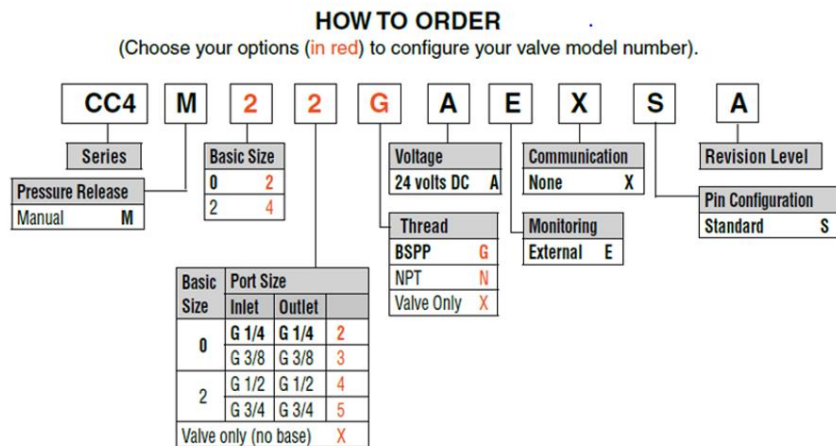 HOW TO ORDER
(Choose your options (in red) to configure your valve model number).
CC4 M 2 2 G A E X S A
Series
Pressure Release
Manual M
Basic Size
0 2
2 4
Basic Size Port Size
Inlet Outlet
0 G 1/4 G 1/4 2
G 3/8 G 3/8 3
2 G 1/2 G 1/2 4
G 3/4 G 3/4 5
Valve only (no base) X
Voltage
24 volts DC A
Thread
BSPP G
NPT N
Valve Only X
Communication
None X
Monitoring
External E
Revision Level
Pin Configuration
Standard S